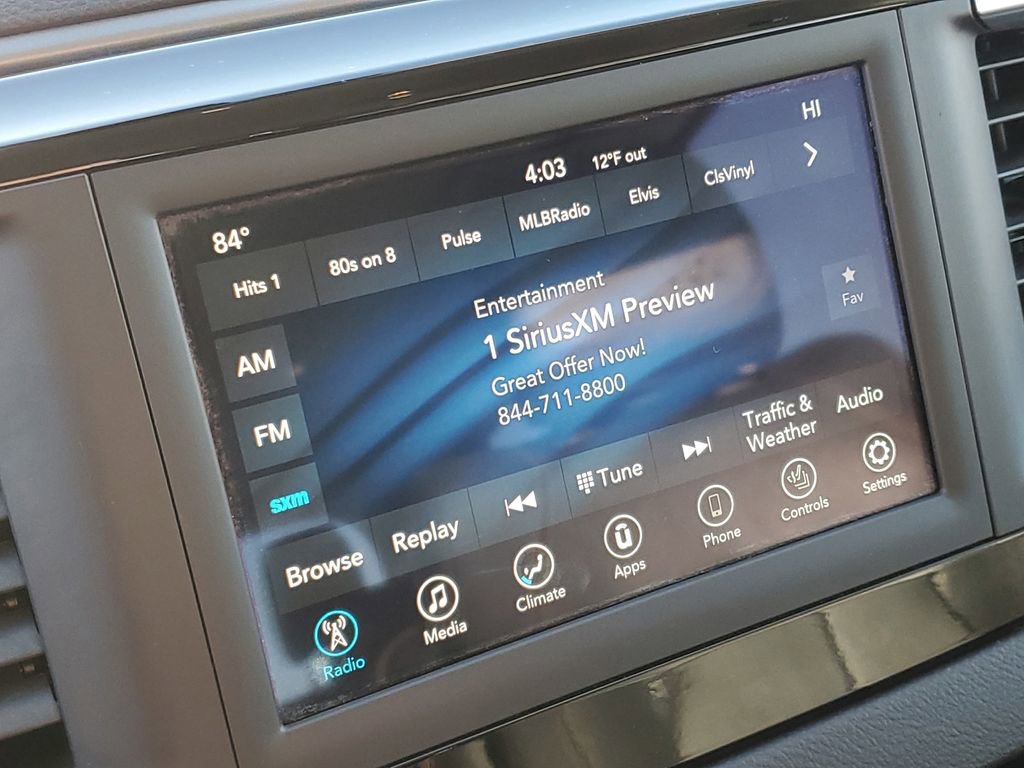 84°
4:03
12°F out
HI
Hits 1
80s on 8
Pulse
MLBRadio
Elvis
ClsVinyl
AM
FM
sxm
Entertainment
1 SiriusXM Preview
Great Offer Now!
844-711-8800
Fav
Browse
Replay
Tune
Traffic &
Weather
Audio
Radio
Media
Climate
Apps
Phone
Controls
Settings